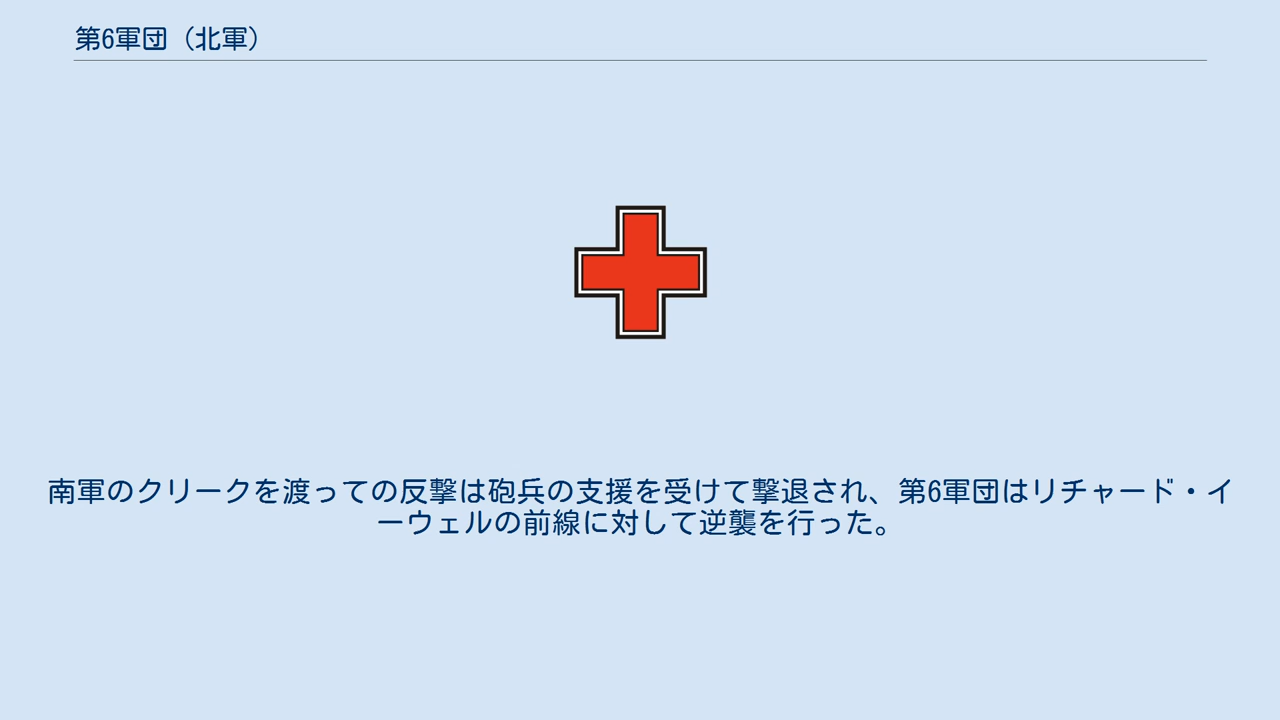 第6軍団（北軍）
南軍のクリークを渡っての反撃は砲兵の支援を受けて撃退され、第6軍団はリチャード・イ
ーウェルの前線に対して逆襲を行った。